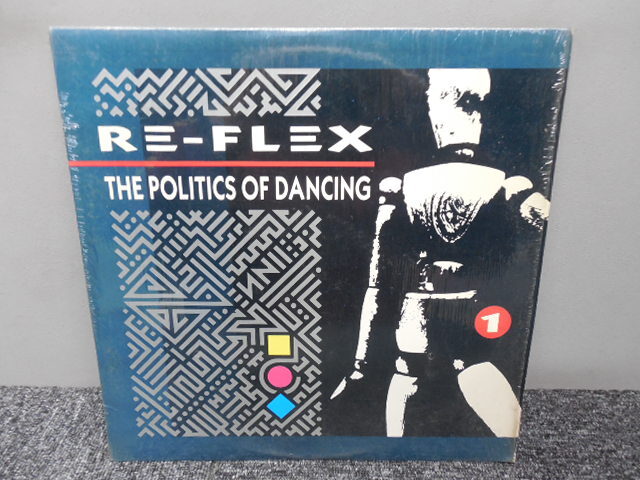 RE-FLEX
THE POLITICS OF DANCING
1